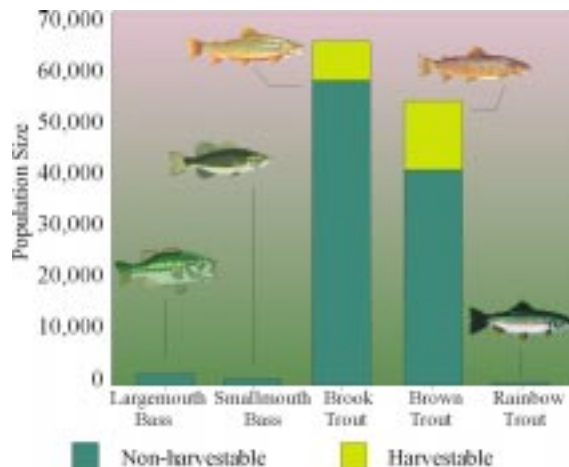 70,000
60,000
50,000
40,000
30,000
20,000
10,000
0
Population Size
Largemouth Bass
Smallmouth Bass
Brook Trout
Brown Trout
Rainbow Trout
Non-harvestable
Harvestable